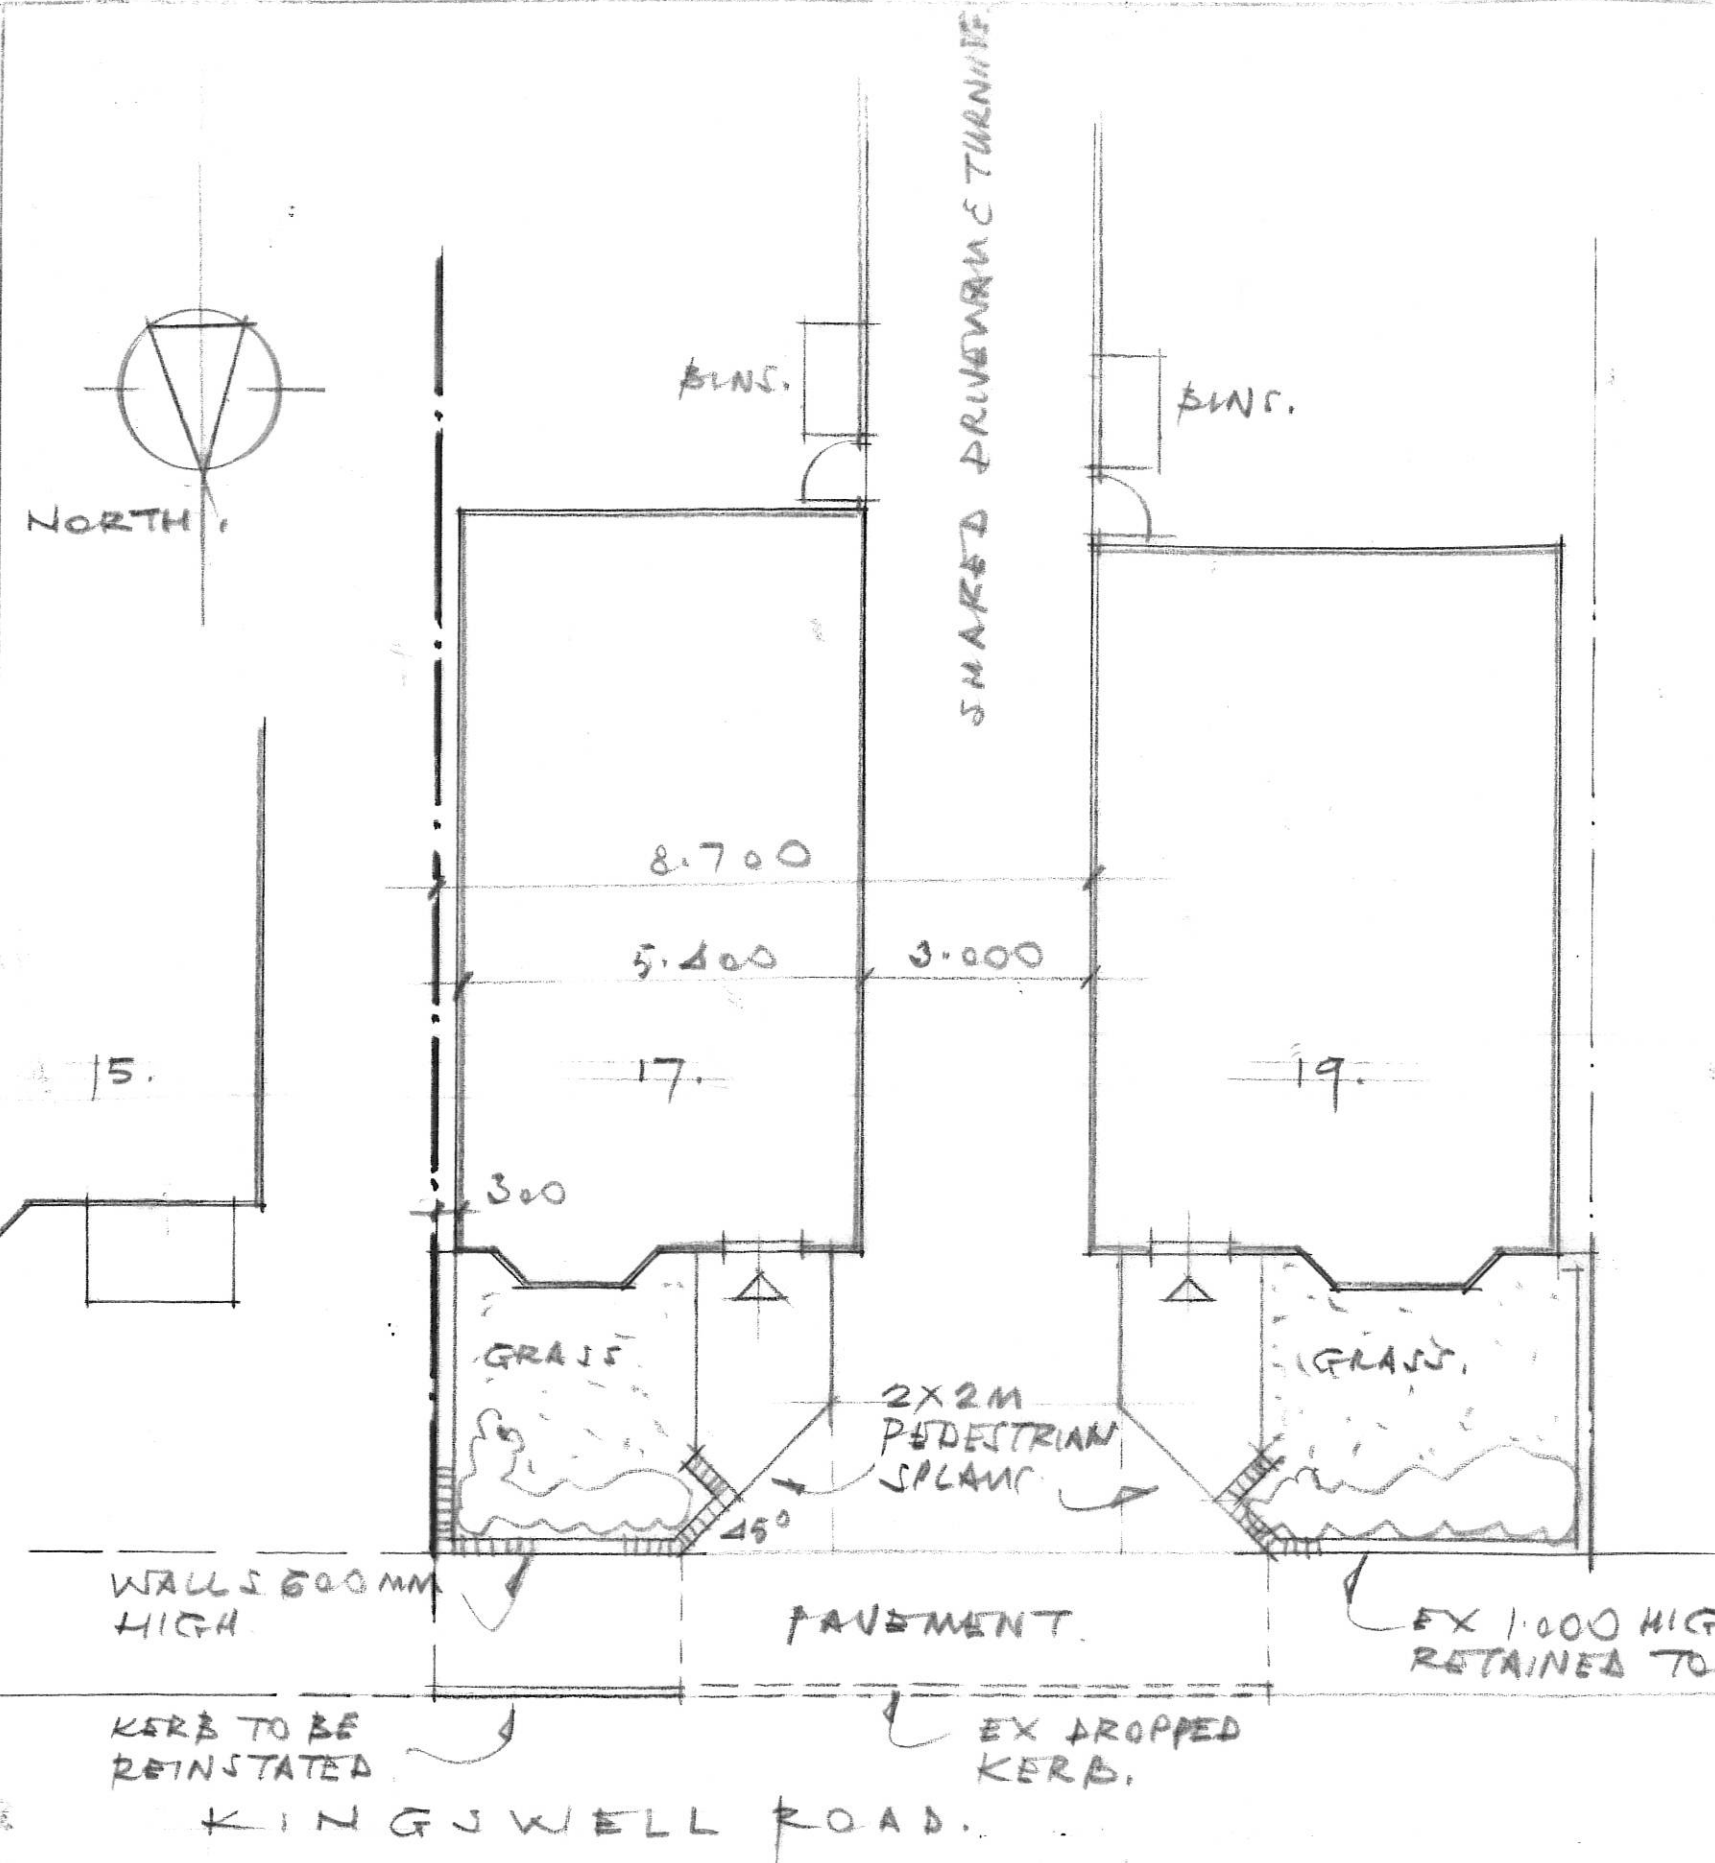 SHARED DRIVEWAY & TURNING
BINS.
BINS.
NORTH.
8.700
5.400
3.000
15.
17.
19.
300
GRASS
GRASS.
2X2M
PEDESTRIAN
SPLAYS
45°
WALLS 600MM
HIGH
PAVEMENT
EX 1.000 HIG
RETAINED TO
KERB TO BE
REINSTATED
EX DROPPED
KERB.
KINGSWELL ROAD.